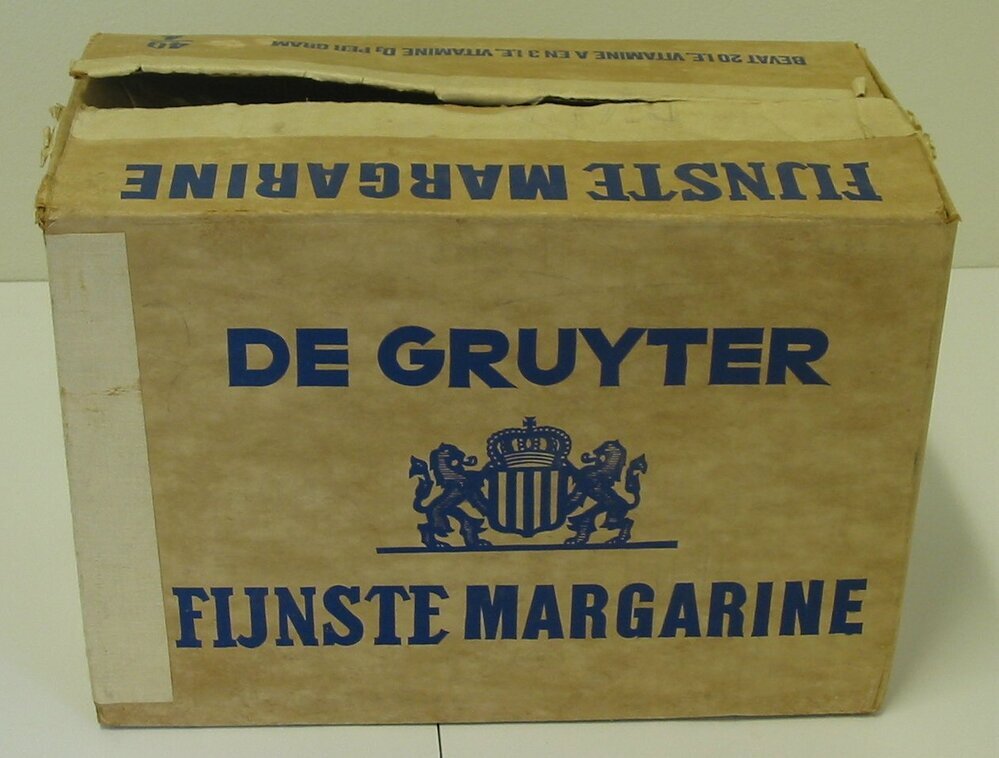 BEVAT 20 I.E. VITAMINE A EN 3 I.E. VITAMINE D3 PER GRAM
FIJNSTE MARGARINE
DE GRUYTER
FIJNSTE MARGARINE